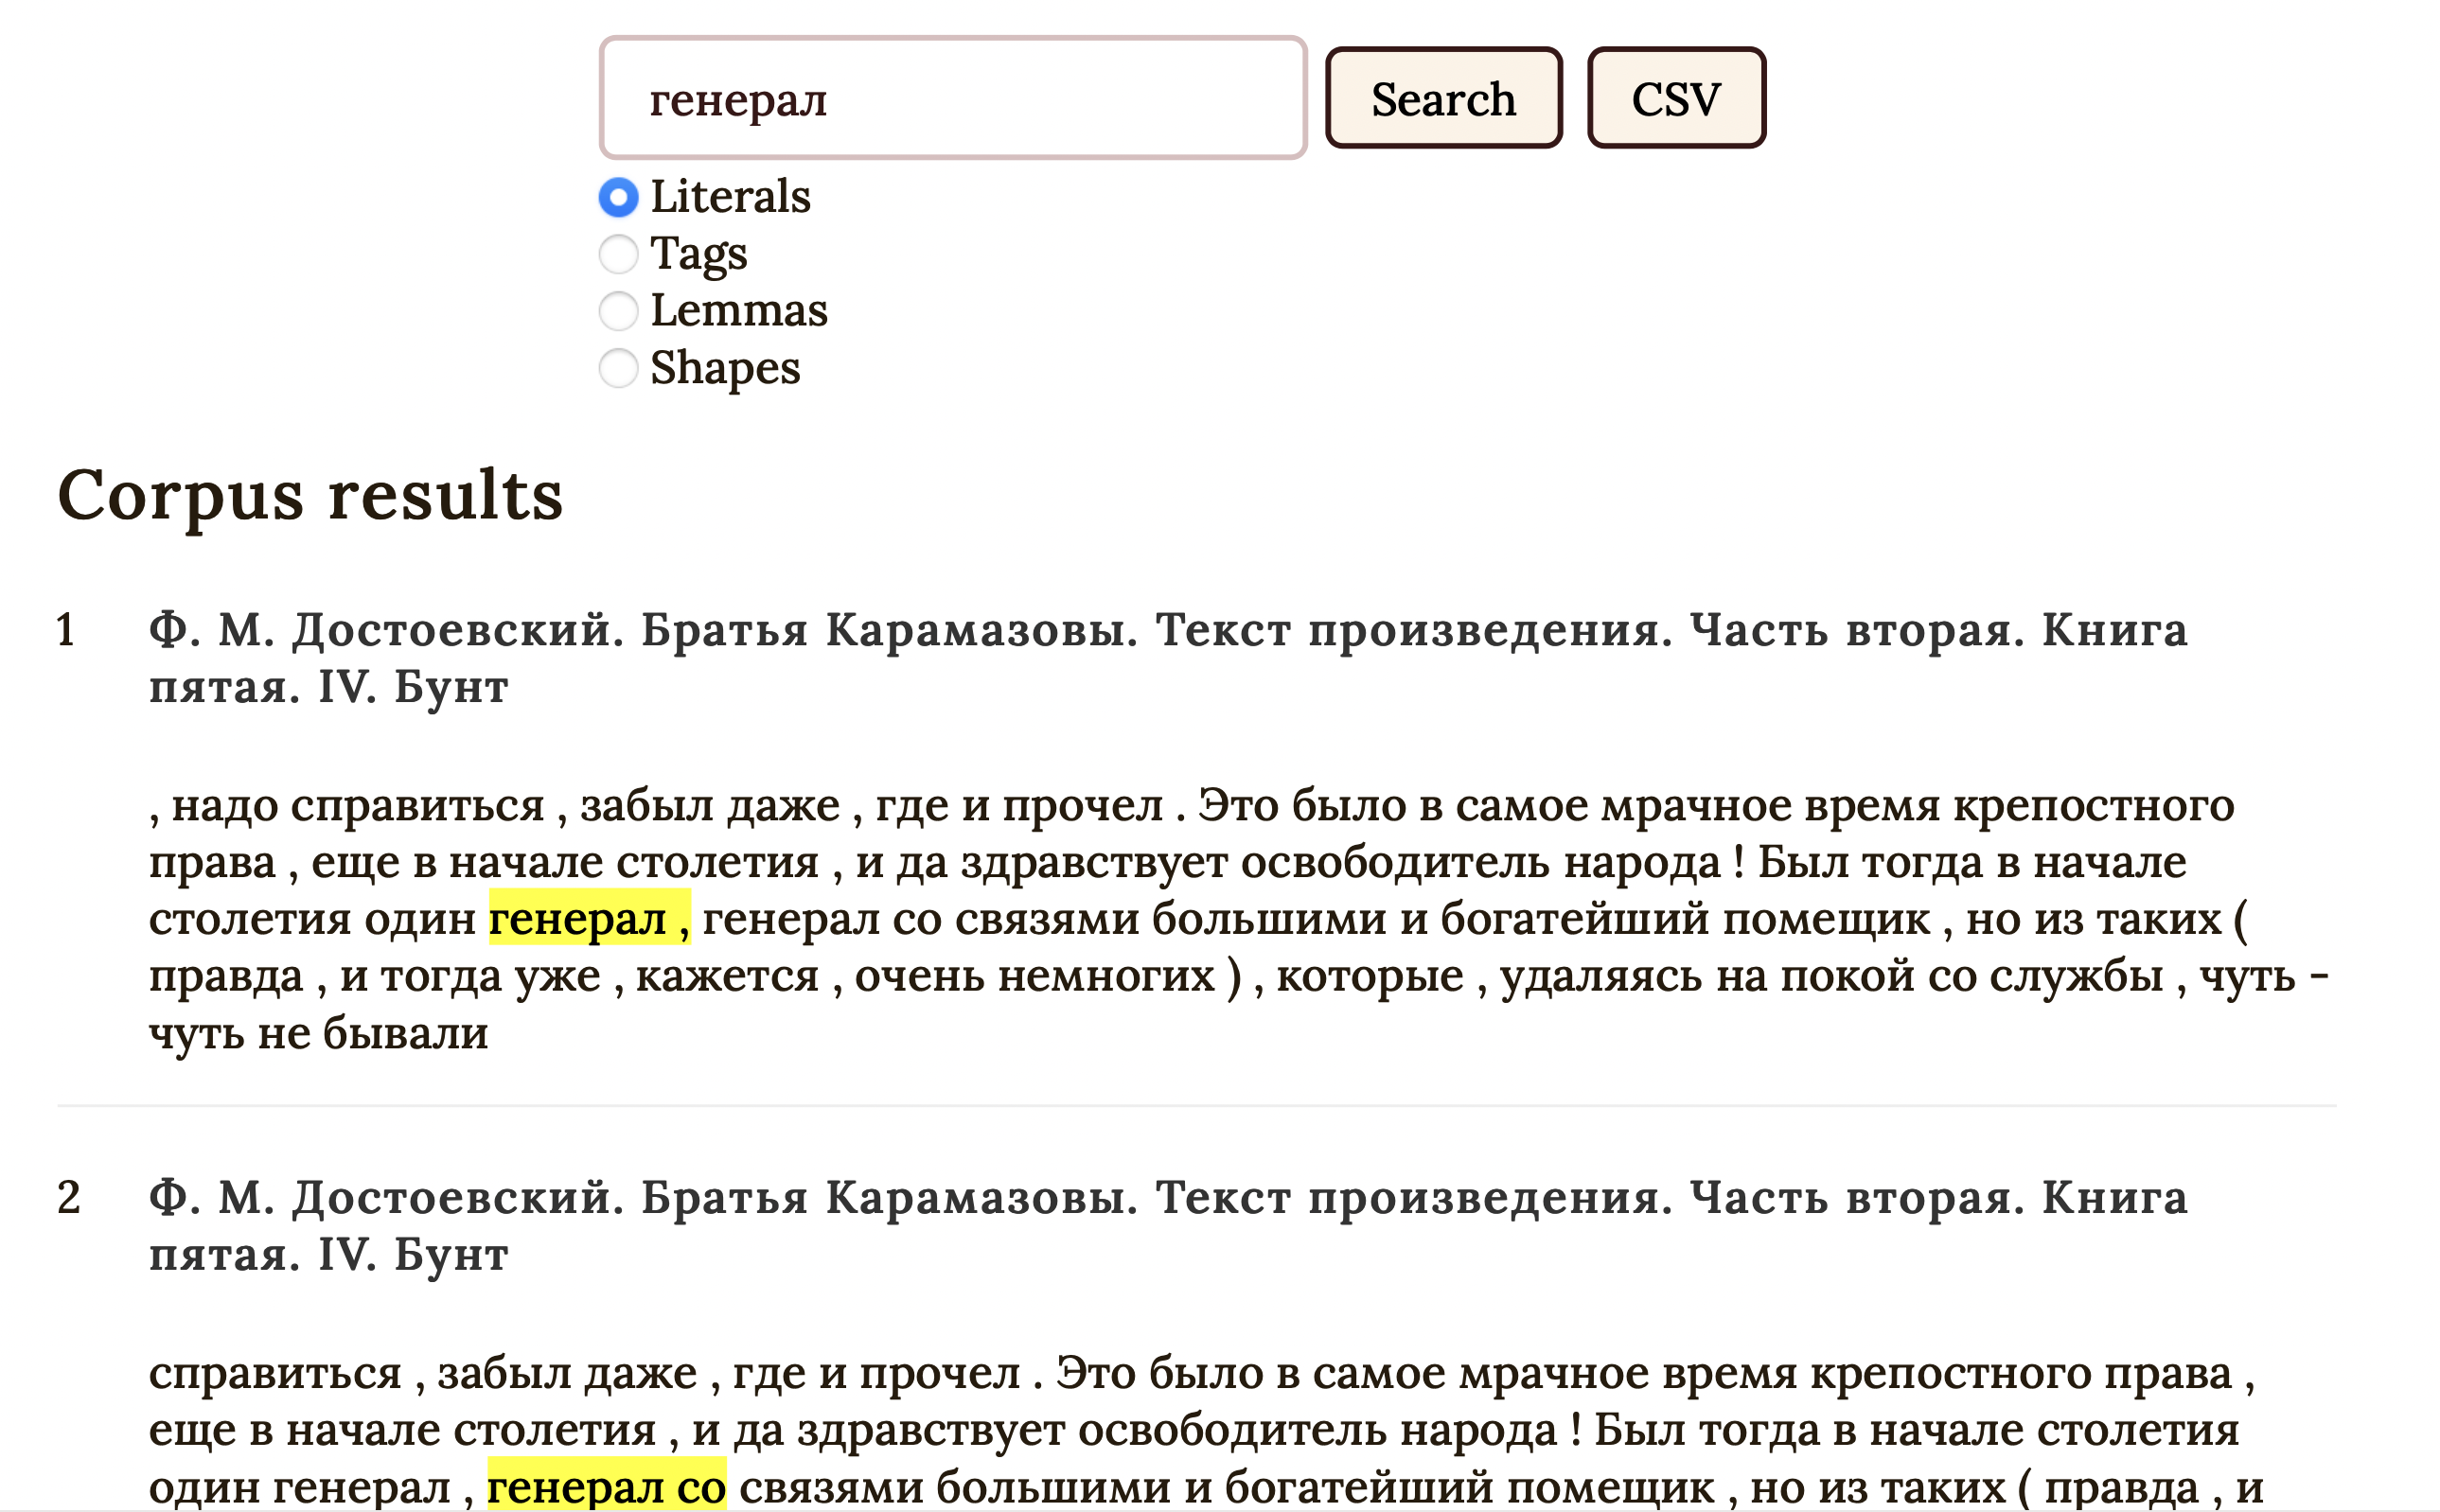 генерал
Search
CSV
Literals
Tags
Lemmas
Shapes
Corpus results
1 Ф. М. Достоевский. Братья Карамазовы. Текст произведения. Часть вторая. Книга
пятая. IV. Бунт
, надо справиться , забыл даже , где и прочел . Это было в самое мрачное время крепостного
права , еще в начале столетия , и да здравствует освободитель народа ! Был тогда в начале
столетия один генерал , генерал со связями большими и богатейший помещик , но из таких (
правда , и тогда уже , кажется , очень немногих ) , которые , удаляясь на покой со службы , чуть -
чуть не бывали
2 Ф. М. Достоевский. Братья Карамазовы. Текст произведения. Часть вторая. Книга
пятая. IV. Бунт
справиться , забыл даже , где и прочел . Это было в самое мрачное время крепостного права ,
еще в начале столетия , и да здравствует освободитель народа ! Был тогда в начале столетия
один генерал , генерал со связями большими и богатейший помещик , но из таких ( правда , и